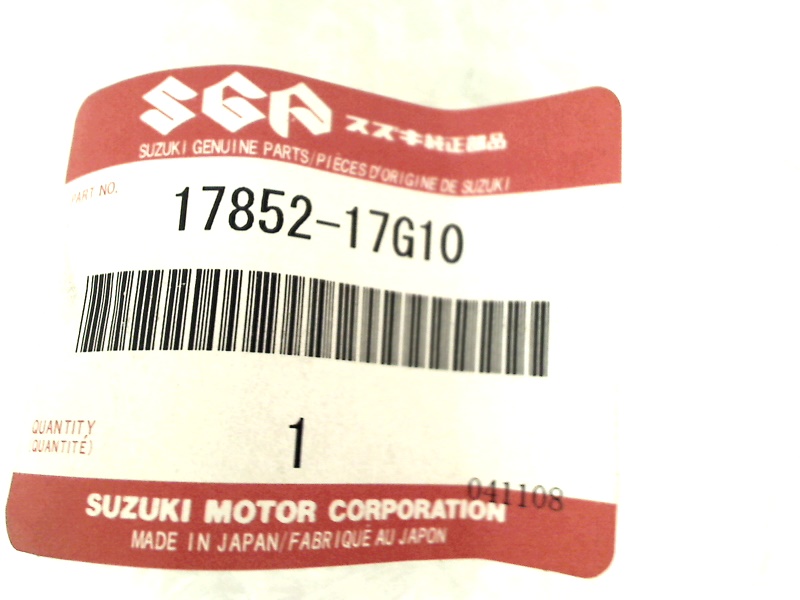 SGP スズキ純正部品
SUZUKI GENUINE PARTS/PIÈCES D'ORIGINE DE SUZUKI
PART NO.
17852-17G10
QUANTITY
(QUANTITÉ)
1
041108
SUZUKI MOTOR CORPORATION
MADE IN JAPAN/FABRIQUÉ AU JAPON